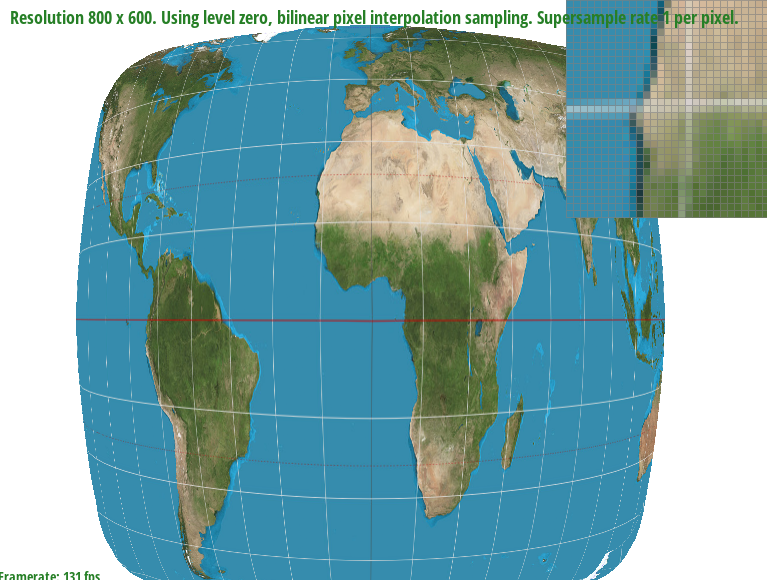 Resolution 800 x 600. Using level zero, bilinear pixel interpolation sampling. Supersample rate 1 per pixel.
Framerate: 131 fps